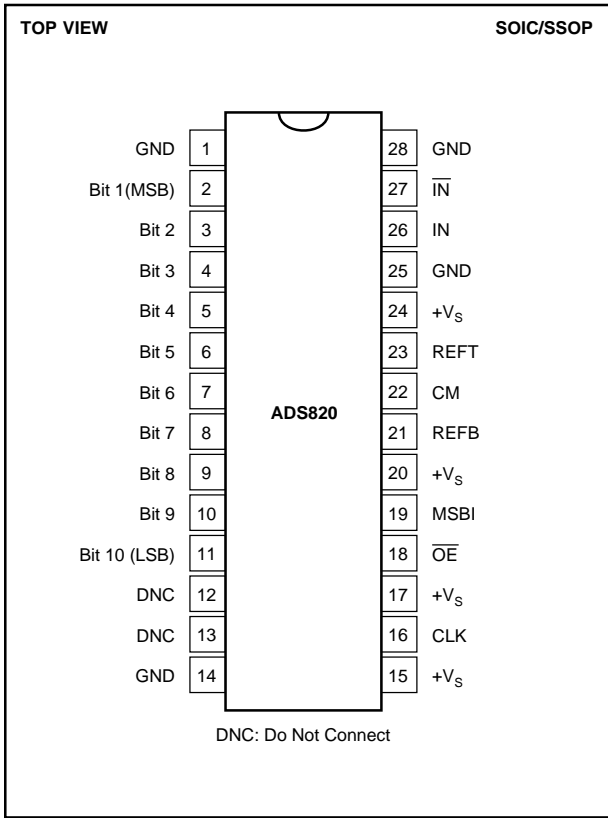 TOP VIEW SOIC/SSOP
GND 1 28 GND
Bit 1(MSB) 2 27 I̅N̅
Bit 2 3 26 IN
Bit 3 4 25 GND
Bit 4 5 24 +VS
Bit 5 6 23 REFT
Bit 6 7 22 CM
ADS820
Bit 7 8 21 REFB
Bit 8 9 20 +VS
Bit 9 10 19 MSBI
Bit 10 (LSB) 11 18 O̅E̅
DNC 12 17 +VS
DNC 13 16 CLK
GND 14 15 +VS
DNC: Do Not Connect